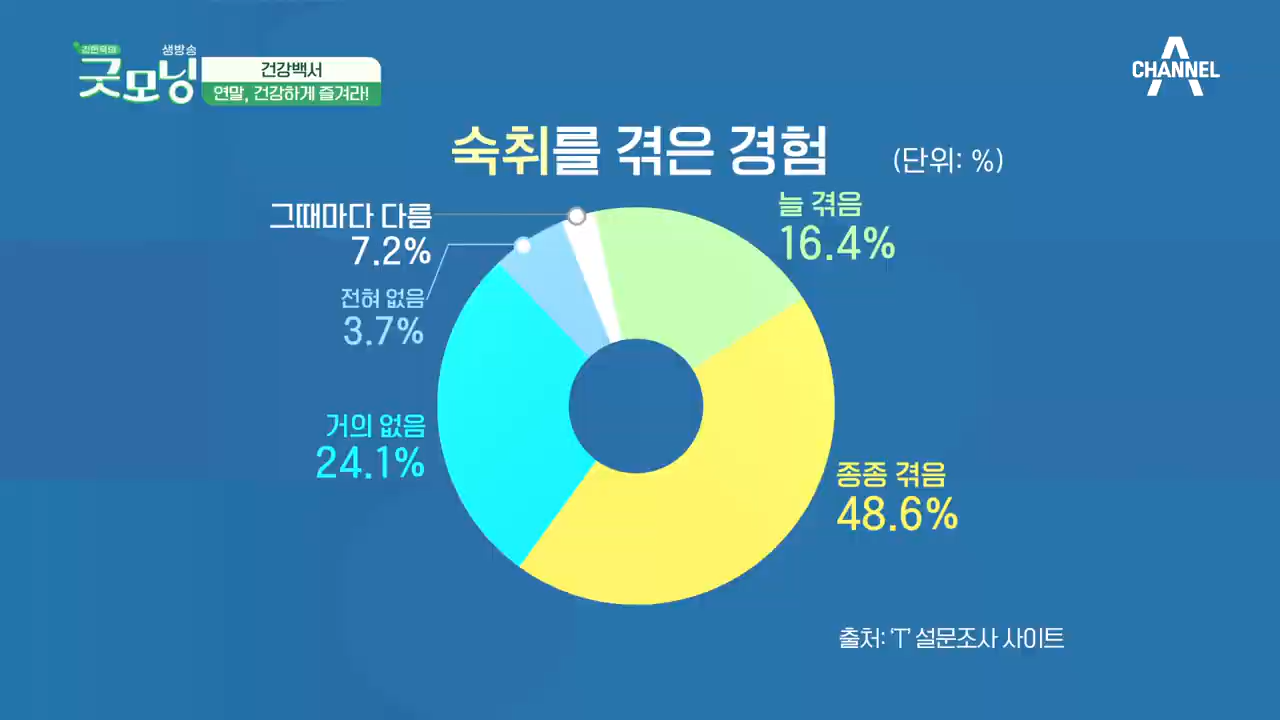 김민욱의
생방송
굿모닝
건강백서
연말, 건강하게 즐겨라!
CHANNEL A
숙취를 겪은 경험
(단위: %)
늘 겪음
16.4%
그때마다 다름
7.2%
전혀 없음
3.7%
거의 없음
24.1%
종종 겪음
48.6%
출처: 'T' 설문조사 사이트